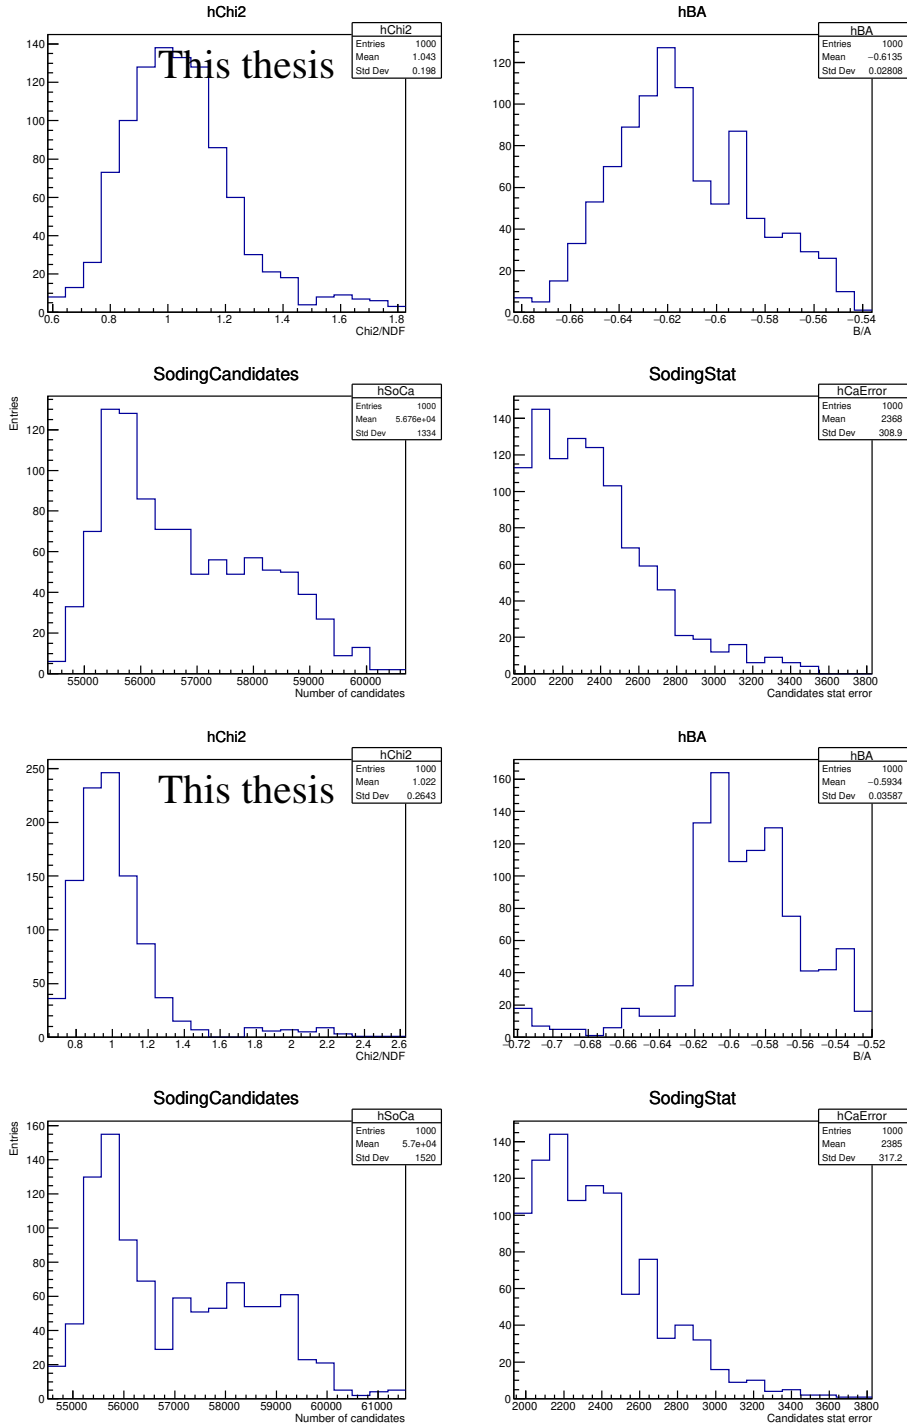 hChi2
hChi2
Entries 1000
Mean 1.043
Std Dev 0.198
This thesis
140
120
100
80
60
40
20
0
0.6 0.8 1 1.2 1.4 1.6 1.8
Chi2/NDF
hBA
hBA
Entries 1000
Mean −0.6135
Std Dev 0.02808
120
100
80
60
40
20
0
−0.68 −0.66 −0.64 −0.62 −0.6 −0.58 −0.56 −0.54
B/A
SodingCandidates
hSoCa
Entries 1000
Mean 5.676e+04
Std Dev 1334
Entries
120
100
80
60
40
20
0
55000 56000 57000 58000 59000 60000
Number of candidates
SodingStat
hCaError
Entries 1000
Mean 2368
Std Dev 308.9
140
120
100
80
60
40
20
0
2000 2200 2400 2600 2800 3000 3200 3400 3600 3800
Candidates stat error
hChi2
hChi2
Entries 1000
Mean 1.022
Std Dev 0.2643
This thesis
250
200
150
100
50
0
0.8 1 1.2 1.4 1.6 1.8 2 2.2 2.4 2.6
Chi2/NDF
hBA
hBA
Entries 1000
Mean −0.5934
Std Dev 0.03587
160
140
120
100
80
60
40
20
0
−0.72 −0.7 −0.68 −0.66 −0.64 −0.62 −0.6 −0.58 −0.56 −0.54 −0.52
B/A
SodingCandidates
hSoCa
Entries 1000
Mean 5.7e+04
Std Dev 1520
Entries
160
140
120
100
80
60
40
20
0
55000 56000 57000 58000 59000 60000 61000
Number of candidates
SodingStat
hCaError
Entries 1000
Mean 2385
Std Dev 317.2
140
120
100
80
60
40
20
0
2000 2200 2400 2600 2800 3000 3200 3400 3600 3800
Candidates stat error